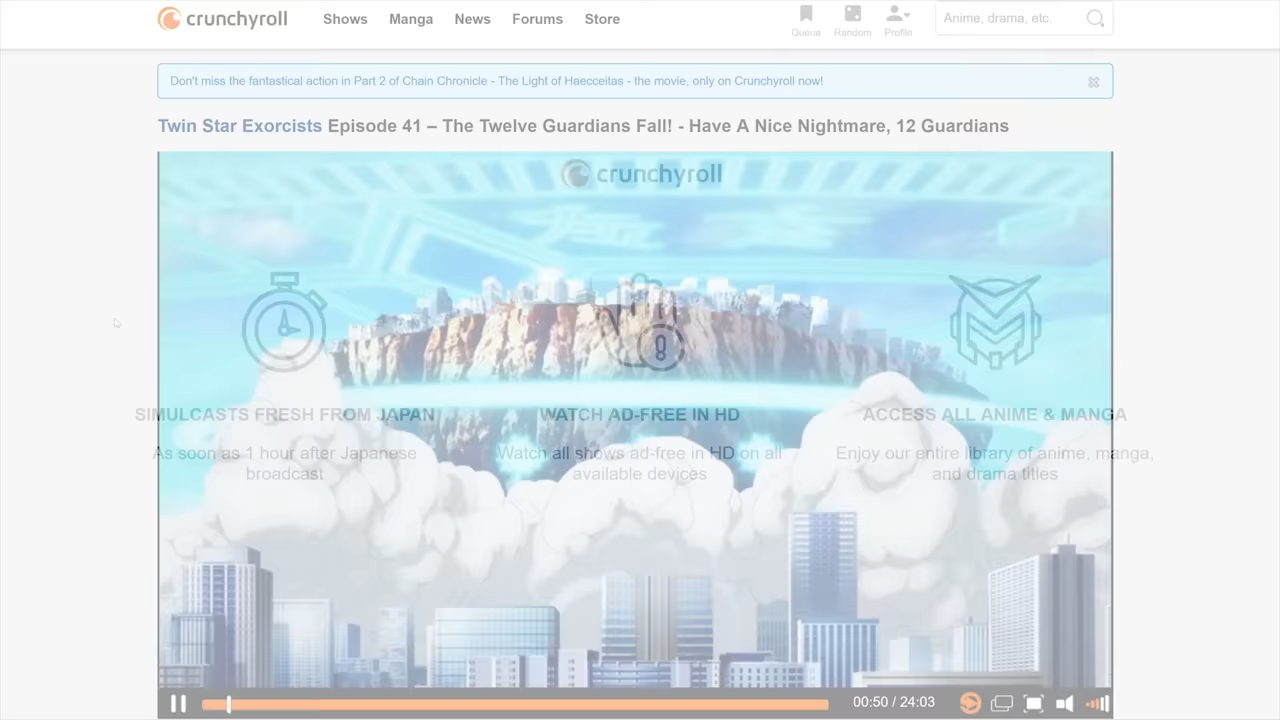 crunchyroll
Shows Manga News Forums Store
Queue Random Profile
Anime, drama, etc.
Don't miss the fantastical action in Part 2 of Chain Chronicle - The Light of Haecceitas - the movie, only on Crunchyroll now!
Twin Star Exorcists Episode 41 – The Twelve Guardians Fall! - Have A Nice Nightmare, 12 Guardians
crunchyroll
SIMULCASTS FRESH FROM JAPAN
As soon as 1 hour after Japanese
broadcast
WATCH AD-FREE IN HD
Watch all shows ad-free in HD on all
available devices
ACCESS ALL ANIME & MANGA
Enjoy our entire library of anime, manga,
and drama titles
00:50 / 24:03